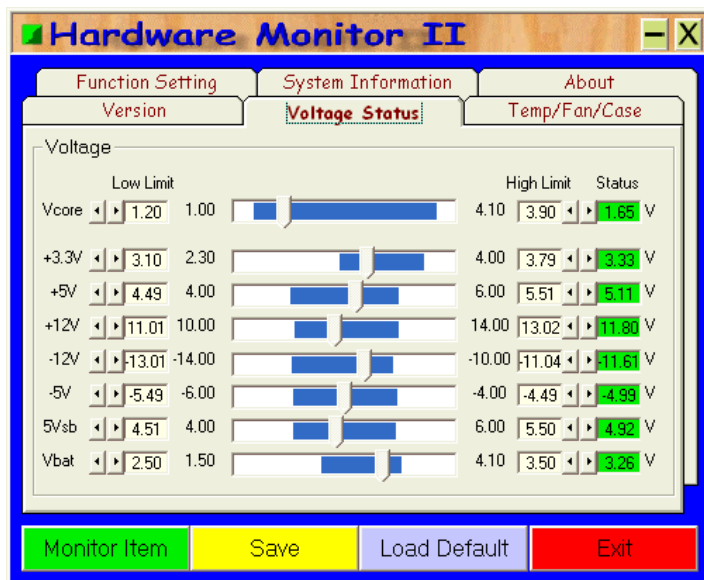 Hardware Monitor II
Function Setting System Information About
Version Voltage Status Temp/Fan/Case
Voltage
Low Limit High Limit Status
Vcore 1.20 1.00 4.10 3.90 1.65 V
+3.3V 3.10 2.30 4.00 3.79 3.33 V
+5V 4.49 4.00 6.00 5.51 5.11 V
+12V 11.01 10.00 14.00 13.02 11.80 V
-12V -13.01 -14.00 -10.00 -11.04 -11.61 V
-5V -5.49 -6.00 -4.00 -4.49 -4.99 V
5Vsb 4.51 4.00 6.00 5.50 4.92 V
Vbat 2.50 1.50 4.10 3.50 3.26 V
Monitor Item Save Load Default Exit